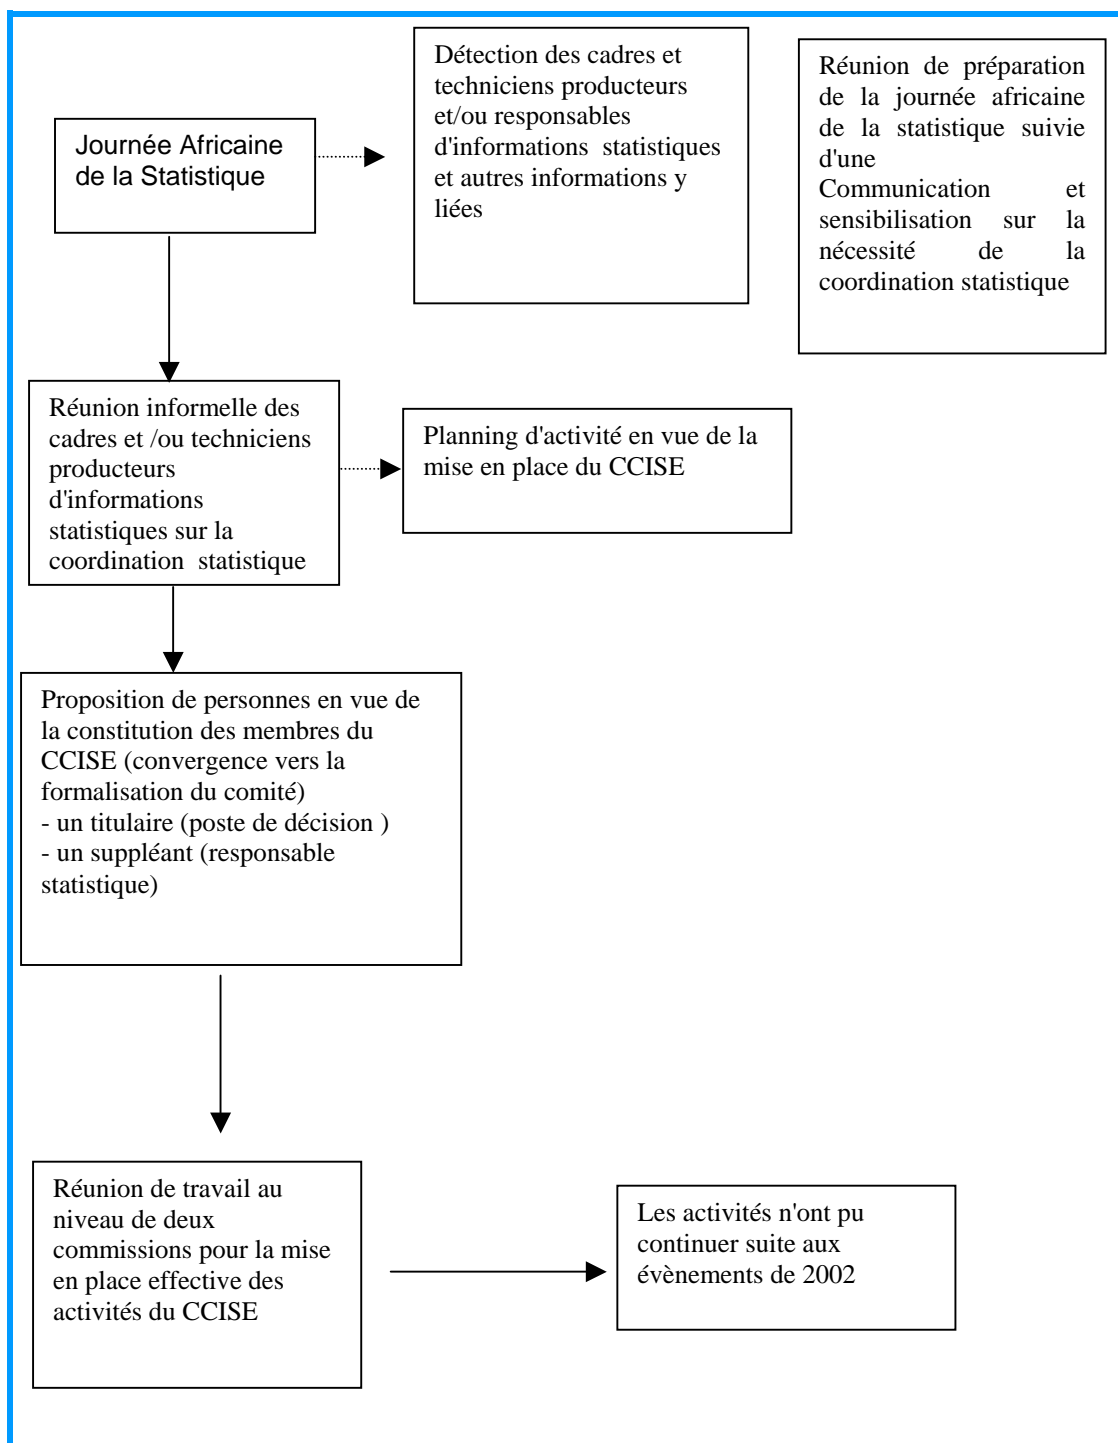 Journée Africaine
de la Statistique
Détection des cadres et
techniciens producteurs
et/ou responsables
d'informations statistiques
et autres informations y
liées
Réunion de préparation
de la journée africaine
de la statistique suivie
d'une
Communication et
sensibilisation sur la
nécessité de la
coordination statistique
Réunion informelle des
cadres et /ou techniciens
producteurs
d'informations
statistiques sur la
coordination statistique
Planning d'activité en vue de la
mise en place du CCISE
Proposition de personnes en vue de
la constitution des membres du
CCISE (convergence vers la
formalisation du comité)
- un titulaire (poste de décision )
- un suppléant (responsable
statistique)
Réunion de travail au
niveau de deux
commissions pour la mise
en place effective des
activités du CCISE
Les activités n'ont pu
continuer suite aux
évènements de 2002